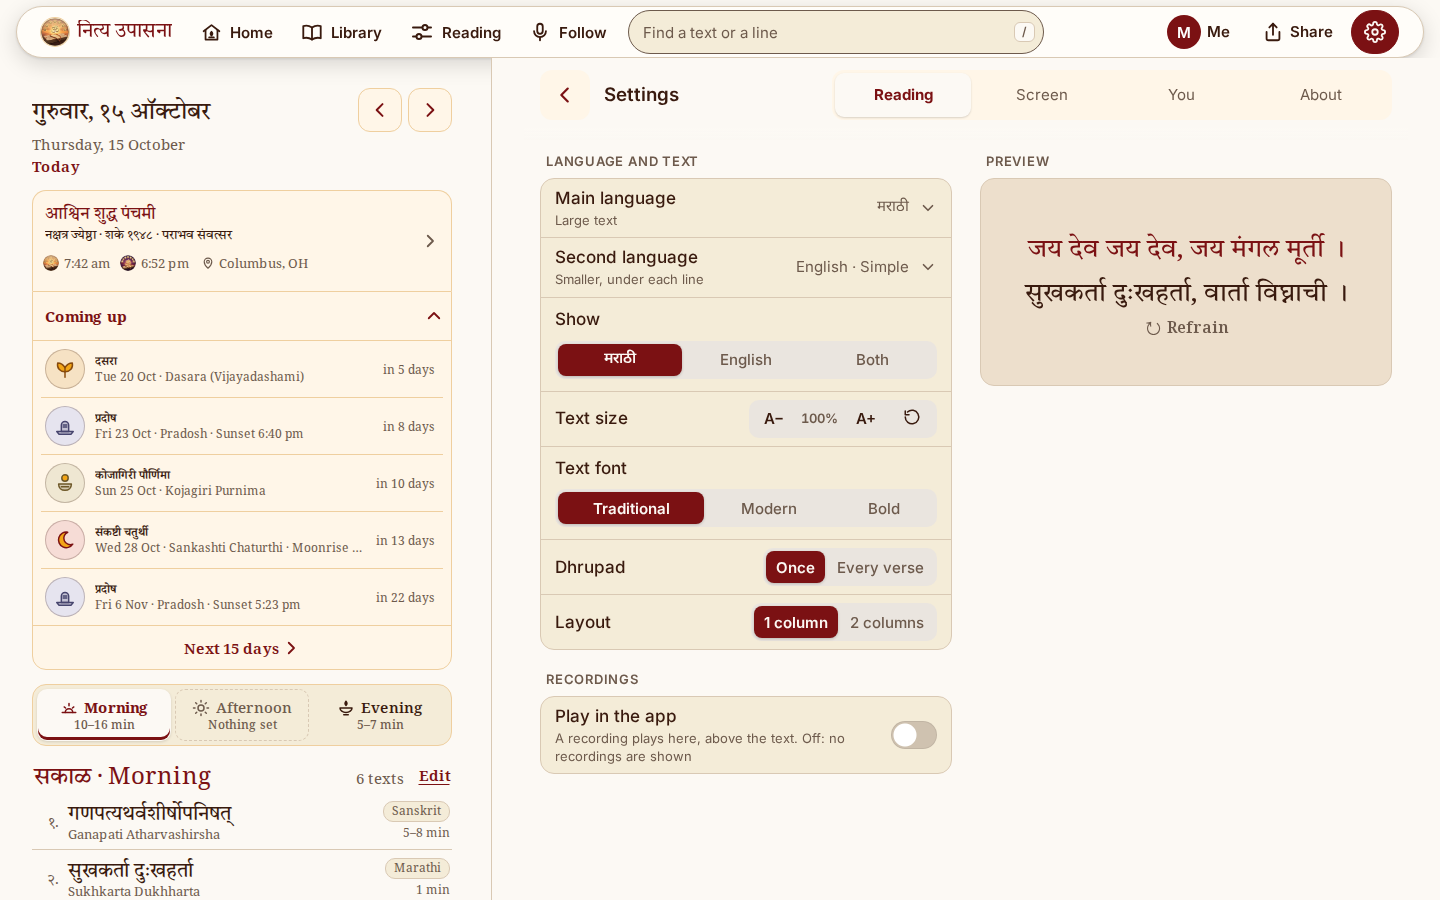 नित्य उपासना
Home
Library
Reading
Follow
Find a text or a line
/
M
Me
Share
गुरुवार, १५ ऑक्टोबर
Thursday, 15 October
Today
आश्विन शुद्ध पंचमी
नक्षत्र ज्येष्ठा · शके १९४८ · पराभव संवत्सर
7:42 am
6:52 pm
Columbus, OH
Coming up
दसरा
Tue 20 Oct · Dasara (Vijayadashami)
in 5 days
प्रदोष
Fri 23 Oct · Pradosh · Sunset 6:40 pm
in 8 days
कोजागिरी पौर्णिमा
Sun 25 Oct · Kojagiri Purnima
in 10 days
संकष्टी चतुर्थी
Wed 28 Oct · Sankashti Chaturthi · Moonrise ...
in 13 days
प्रदोष
Fri 6 Nov · Pradosh · Sunset 5:23 pm
in 22 days
Next 15 days
Morning
10–16 min
Afternoon
Nothing set
Evening
5–7 min
सकाळ · Morning
6 texts
Edit
१.
गणपत्यथर्वशीर्षोपनिषत्
Sanskrit
Ganapati Atharvashirsha
5–8 min
२.
सुखकर्ता दुःखहर्ता
Marathi
Sukhkarta Dukhharta
1 min
Settings
Reading
Screen
You
About
LANGUAGE AND TEXT
Main language
Large text
मराठी
Second language
Smaller, under each line
English · Simple
Show
मराठी
English
Both
Text size
A–
100%
A+
Text font
Traditional
Modern
Bold
Dhrupad
Once
Every verse
Layout
1 column
2 columns
RECORDINGS
Play in the app
A recording plays here, above the text. Off: no
recordings are shown
PREVIEW
जय देव जय देव, जय मंगल मूर्ती ।
सुखकर्ता दुःखहर्ता, वार्ता विघ्नाची ।
Refrain